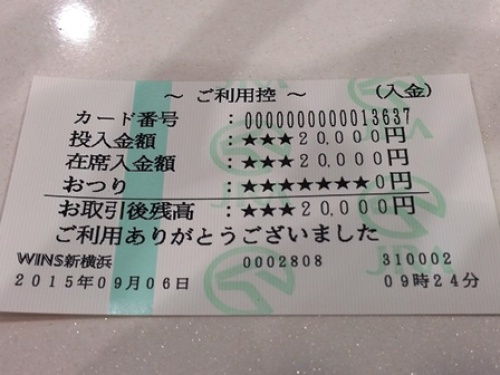 ～ ご利用控 ～ (入金)
カード番号 : 0000000000013637
投入金額 : ★★★20,000円
在席入金額 : ★★★20,000円
おつり : ★★★★★★★0円
お取引後残高 : ★★★20,000円
ご利用ありがとうございました
WINS新横浜 0002808 310002
2015年09月06日 09時24分
JRA
JRA